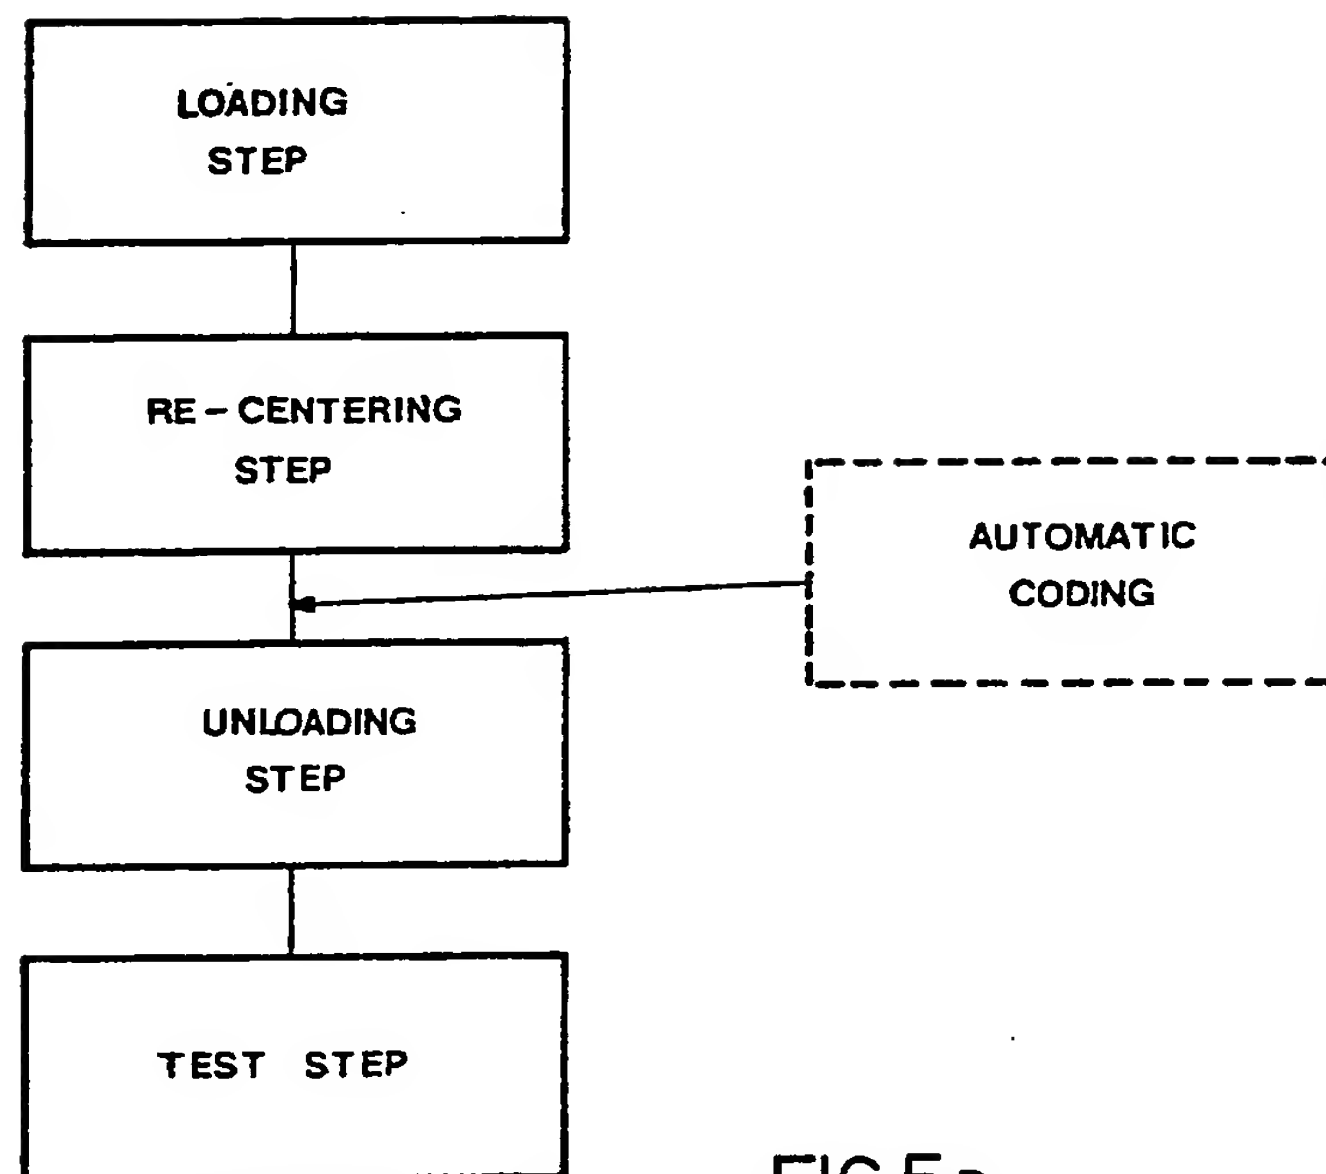 LOADING
STEP
RE-CENTERING
STEP
AUTOMATIC
CODING
UNLOADING
STEP
TEST STEP